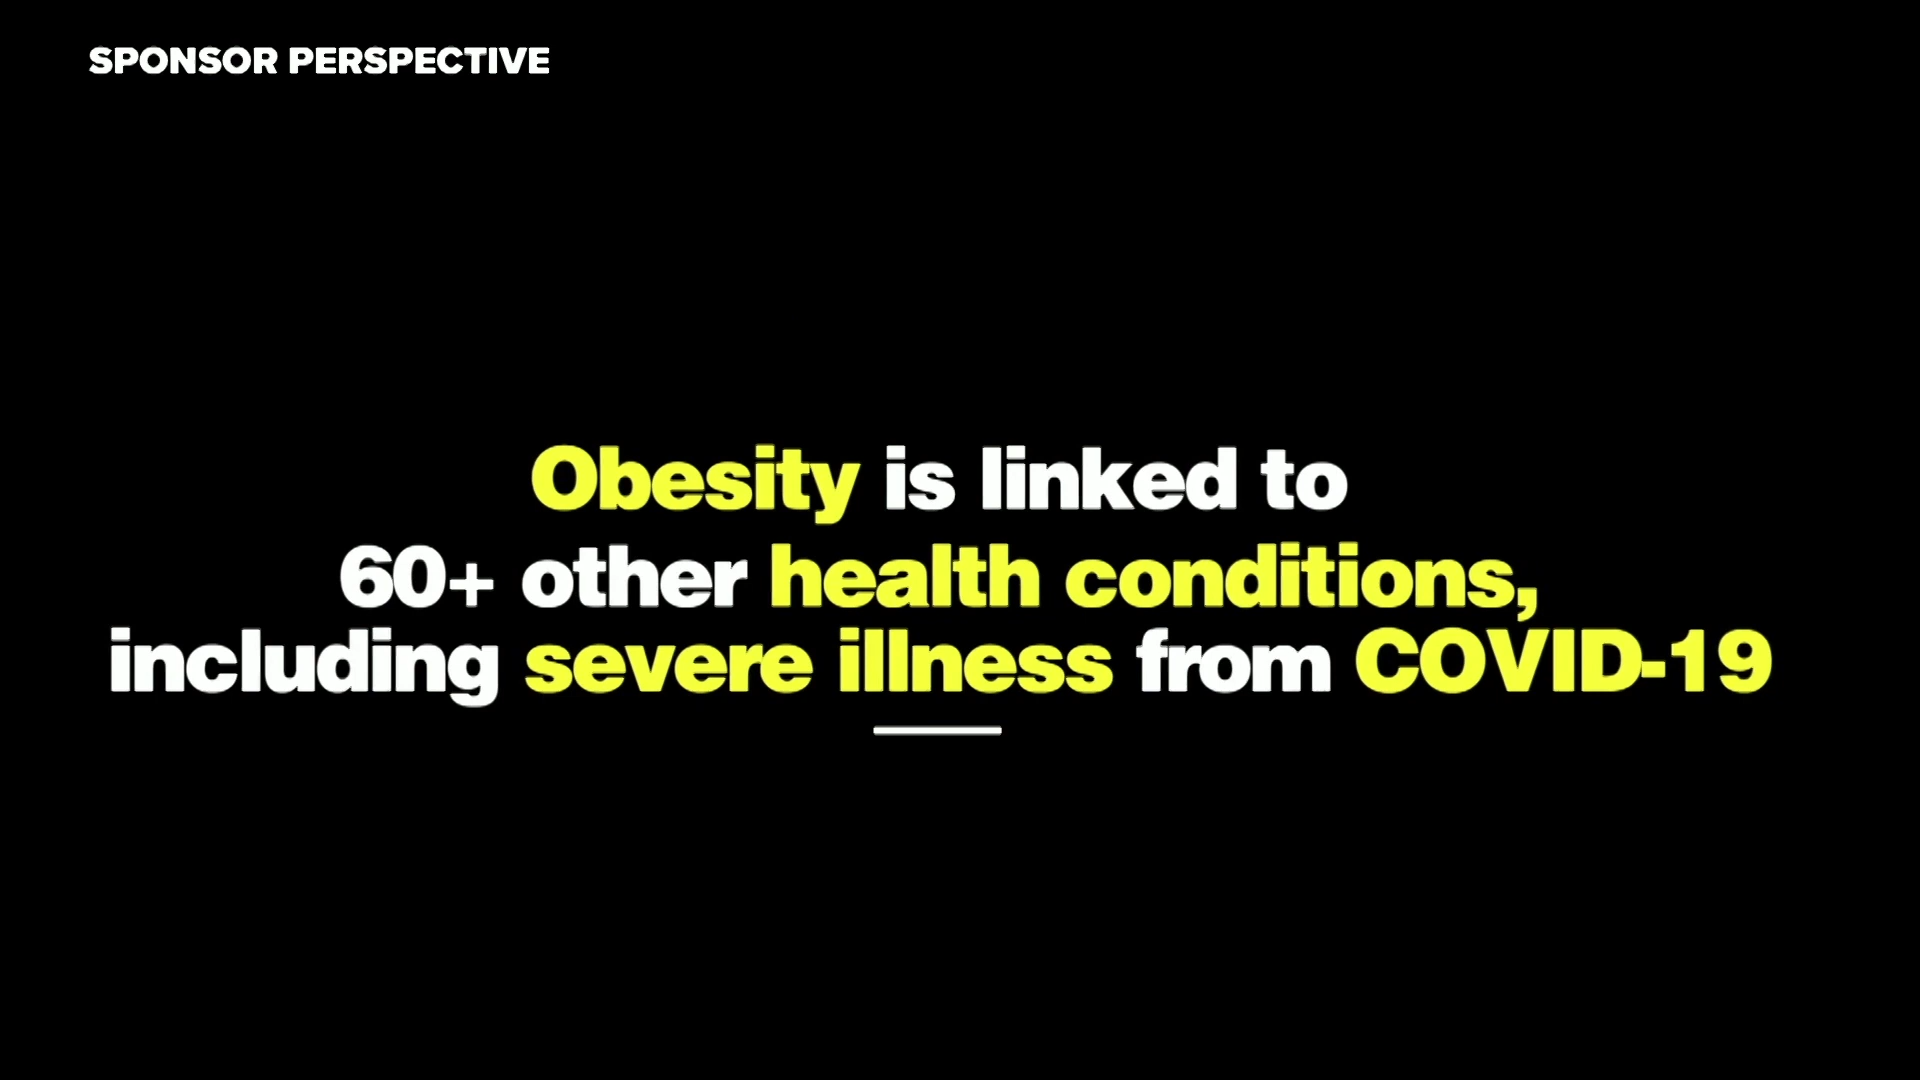 SPONSOR PERSPECTIVE
Obesity is linked to
60+ other health conditions,
including severe illness from COVID-19